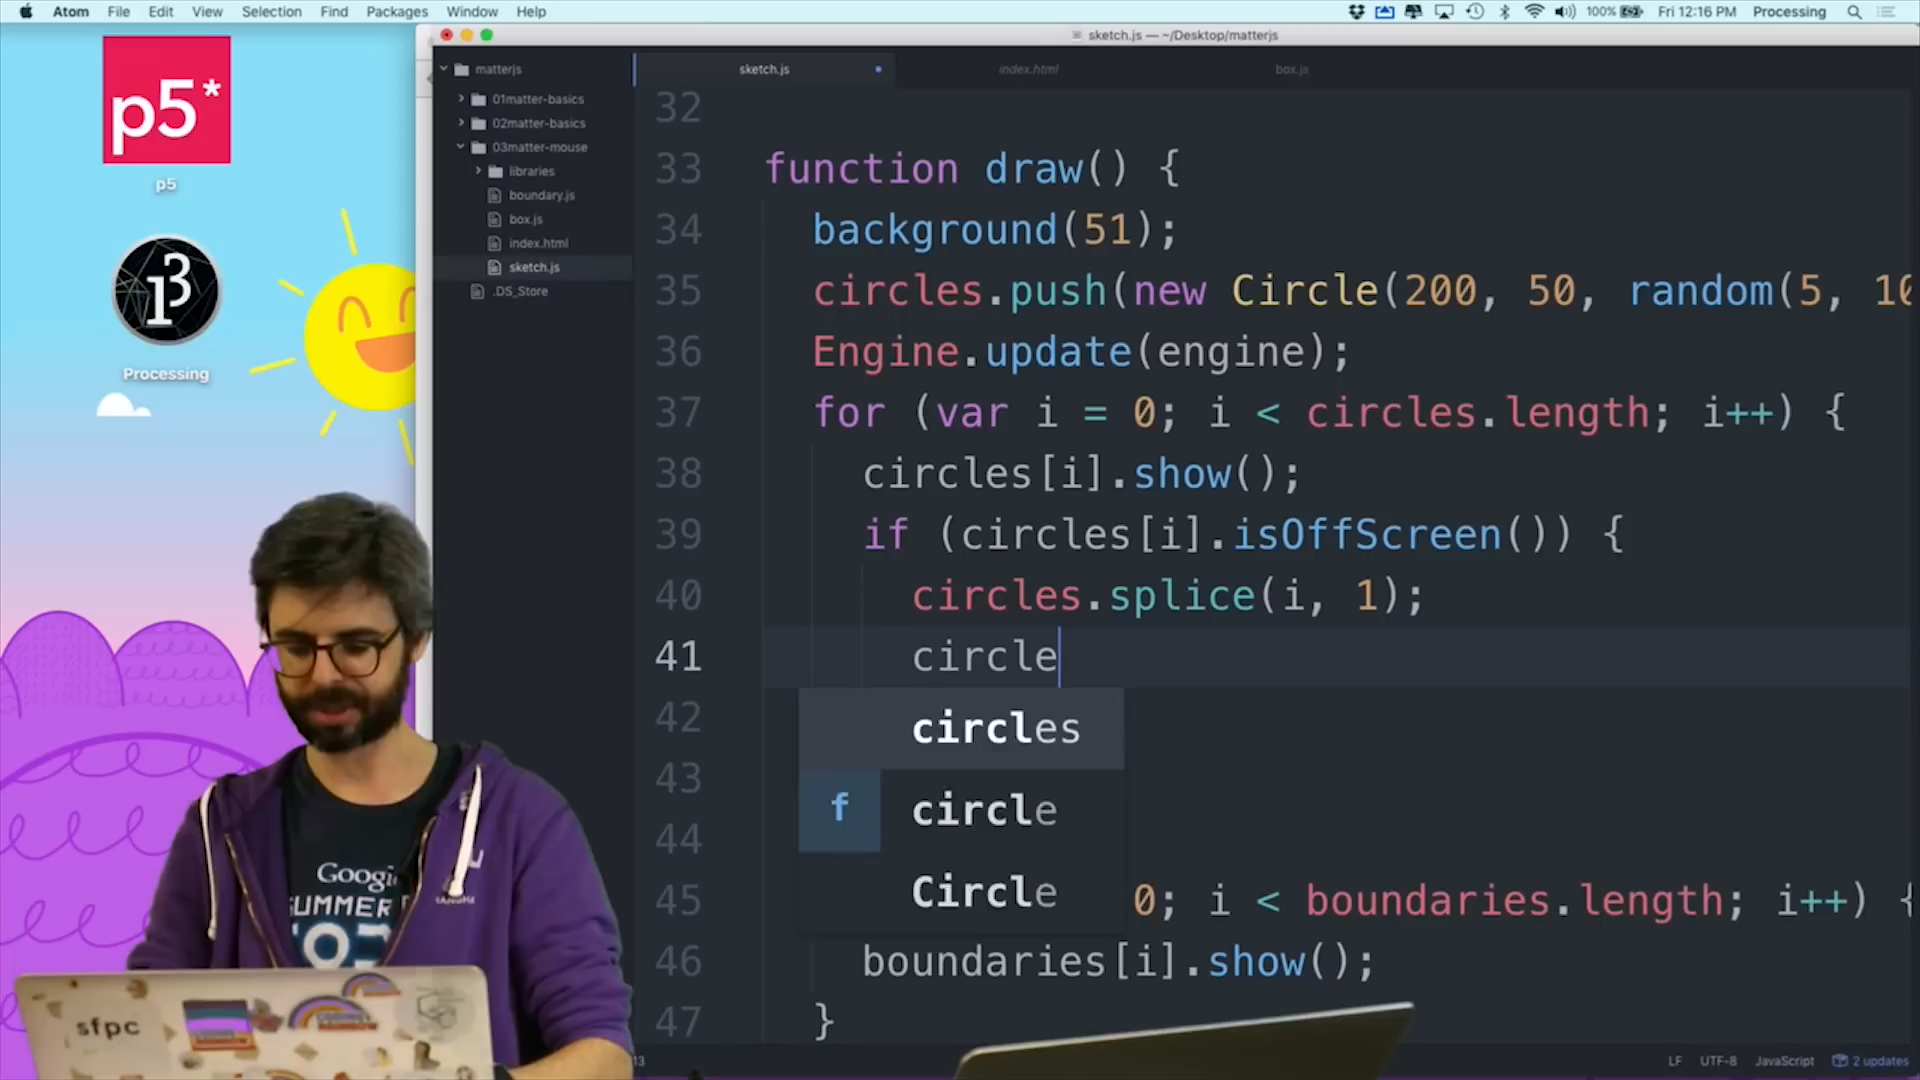 Atom File Edit View Selection Find Packages Window Help
100% Fri 12:16 PM Processing
sketch.js — ~/Desktop/matterjs
p5*
p5
Processing
matterjs
01matter-basics
02matter-basics
03matter-mouse
libraries
boundary.js
box.js
index.html
sketch.js
.DS_Store
sketch.js index.html box.js
32
33 function draw() {
34 background(51);
35 circles.push(new Circle(200, 50, random(5, 10
36 Engine.update(engine);
37 for (var i = 0; i < circles.length; i++) {
38 circles[i].show();
39 if (circles[i].isOffScreen()) {
40 circles.splice(i, 1);
41 circle
42 circles
43 f circle
44 Circle
45 0; i < boundaries.length; i++) {
46 boundaries[i].show();
47 }
Google
SUMMER
sfpc
LF UTF-8 JavaScript 2 updates